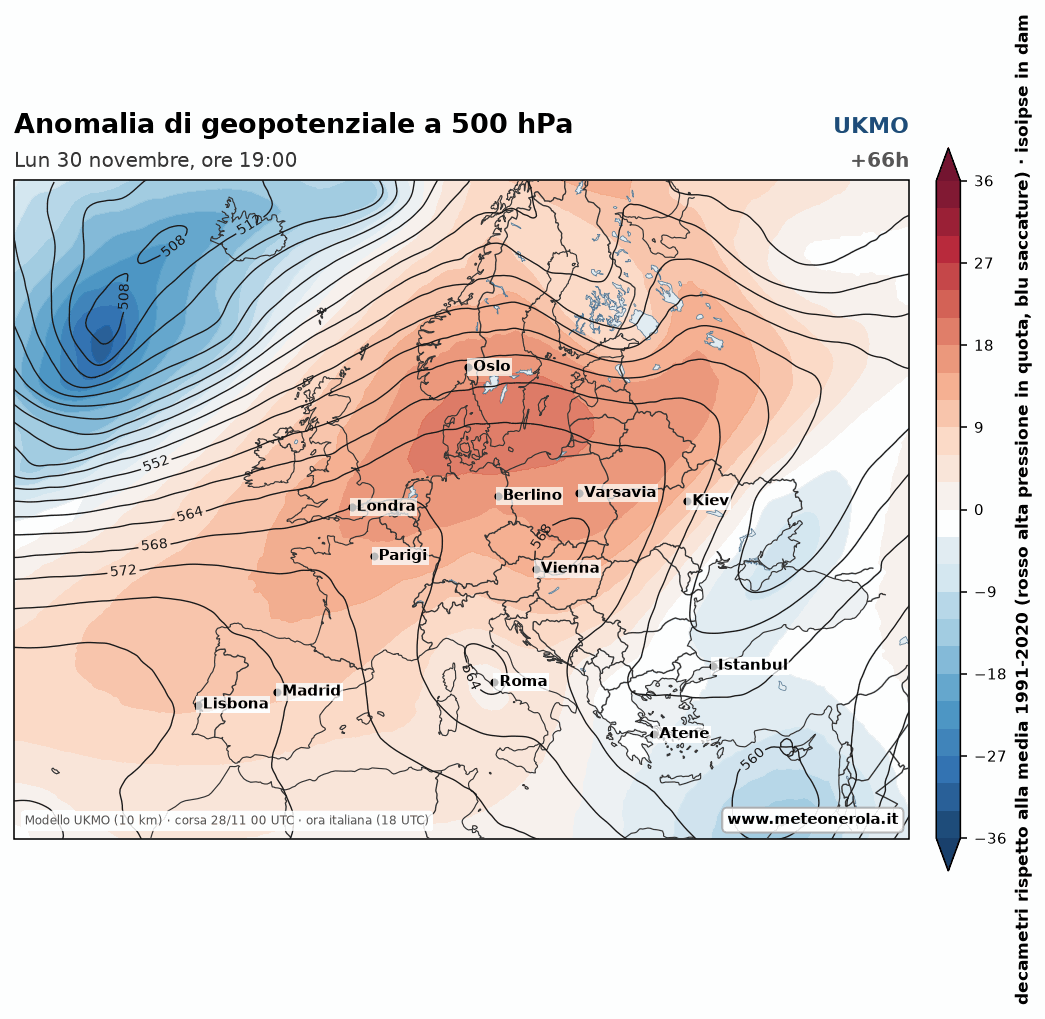 Anomalia di geopotenziale a 500 hPa
UKMO
Lun 30 novembre, ore 19:00
+66h
508
512
508
552
564
568
572
568
564
560
Oslo
Londra
Berlino
Varsavia
Kiev
Parigi
Vienna
Roma
Istanbul
Madrid
Lisbona
Atene
Modello UKMO (10 km) · corsa 28/11 00 UTC · ora italiana (18 UTC)
www.meteonerola.it
36
27
18
9
0
−9
−18
−27
−36
decametri rispetto alla media 1991-2020 (rosso alta pressione in quota, blu saccature) · isoipse in dam